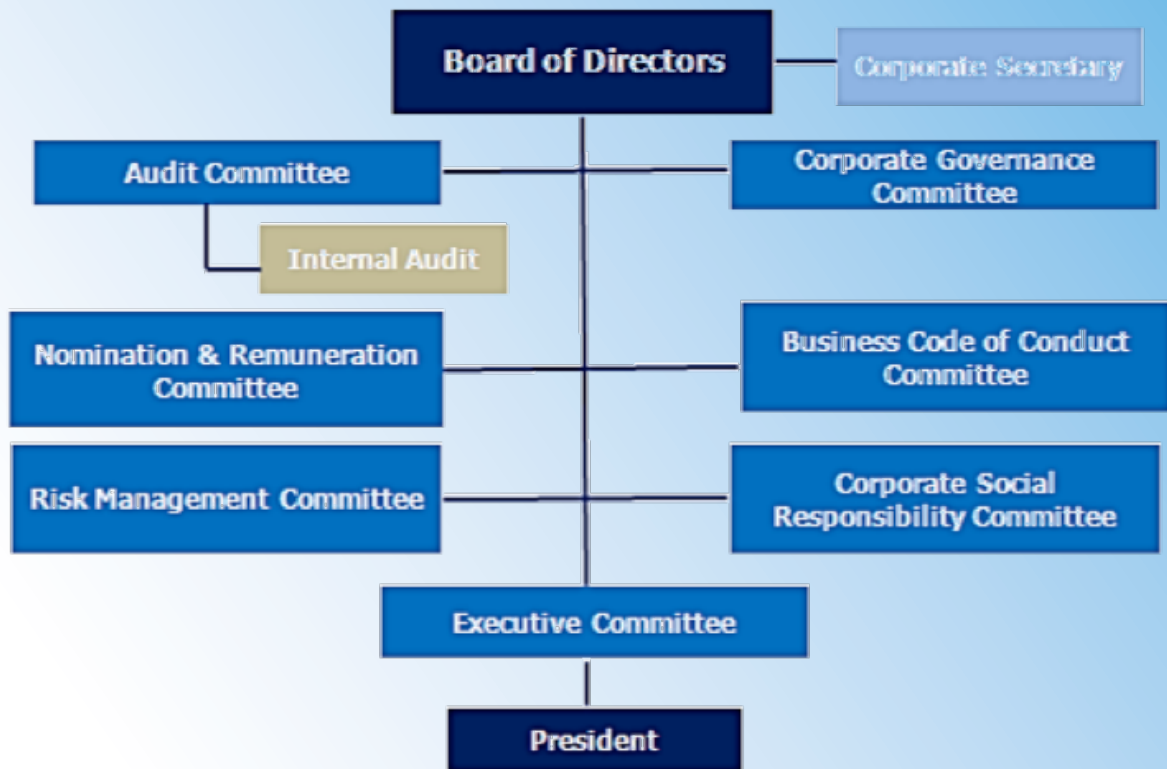 Board of Directors
Corporate Secretary
Audit Committee
Corporate Governance
Committee
Internal Audit
Nomination & Remuneration
Committee
Business Code of Conduct
Committee
Risk Management Committee
Corporate Social
Responsibility Committee
Executive Committee
President